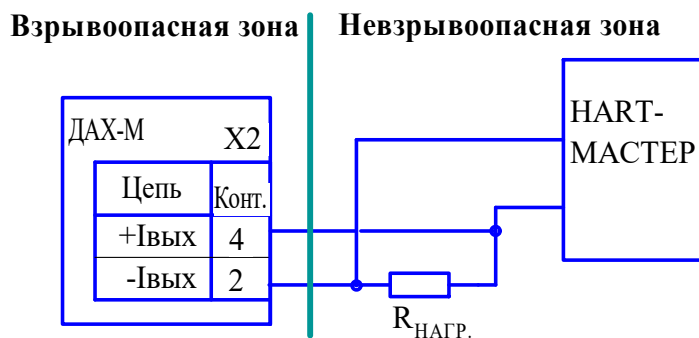 Взрывоопасная зона
Невзрывоопасная зона
ДАХ-М
X2
Цепь
Конт.
+Iвых
4
-Iвых
2
HART-
МАСТЕР
RНАГР.